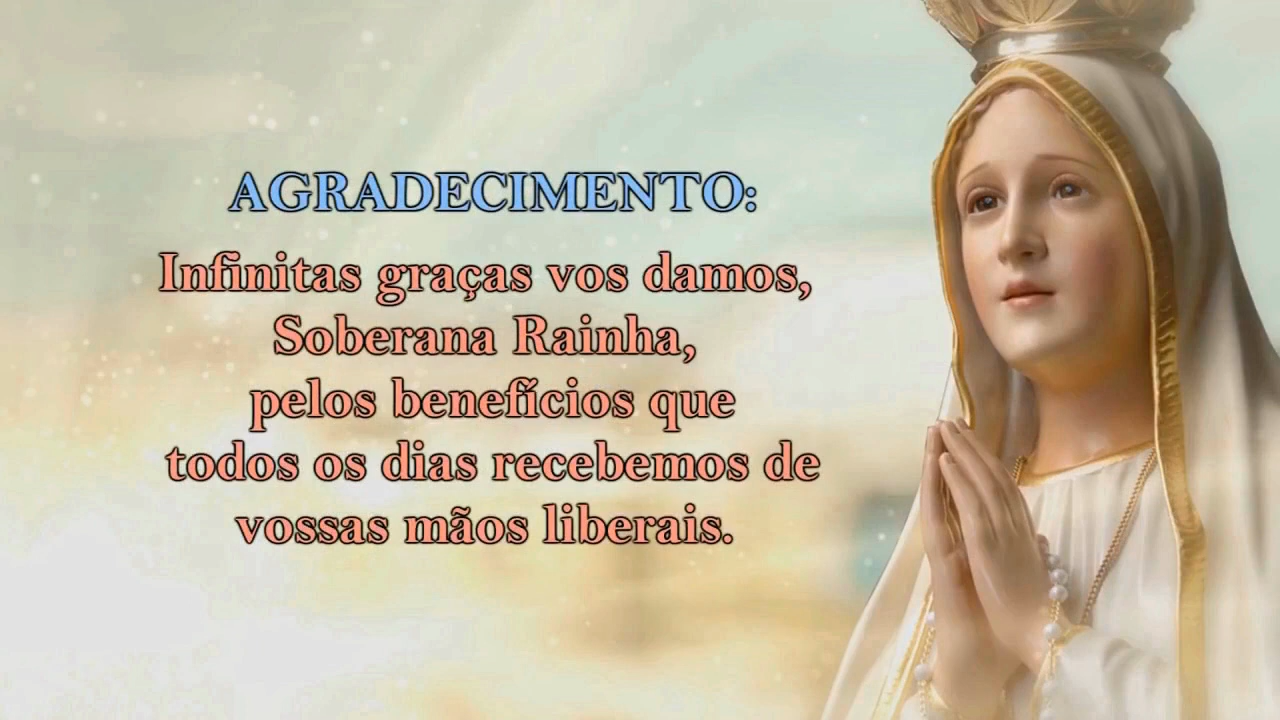 AGRADECIMENTO:
Infinitas graças vos damos,
Soberana Rainha,
pelos benefícios que
todos os dias recebemos de
vossas mãos liberais.